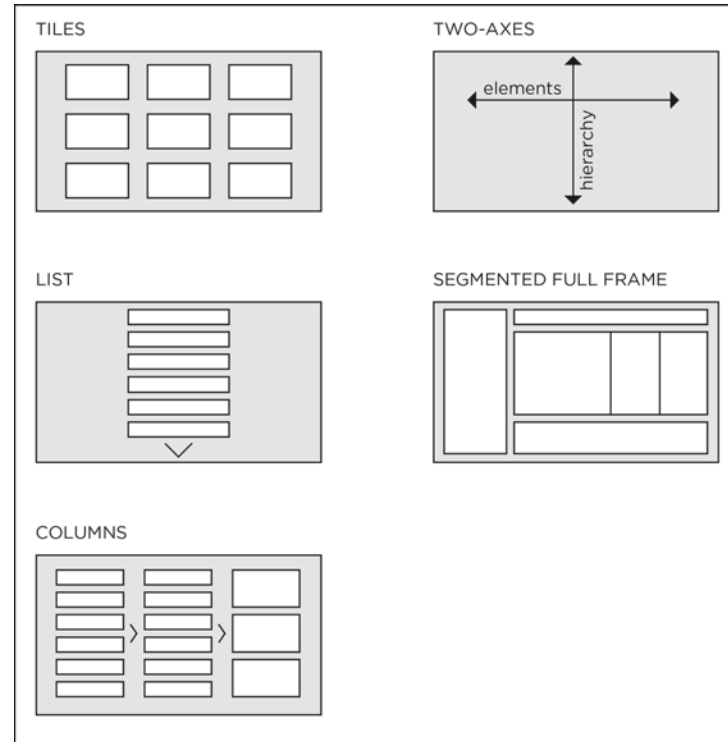 TILES
TWO-AXES
elements
hierarchy
LIST
SEGMENTED FULL FRAME
COLUMNS